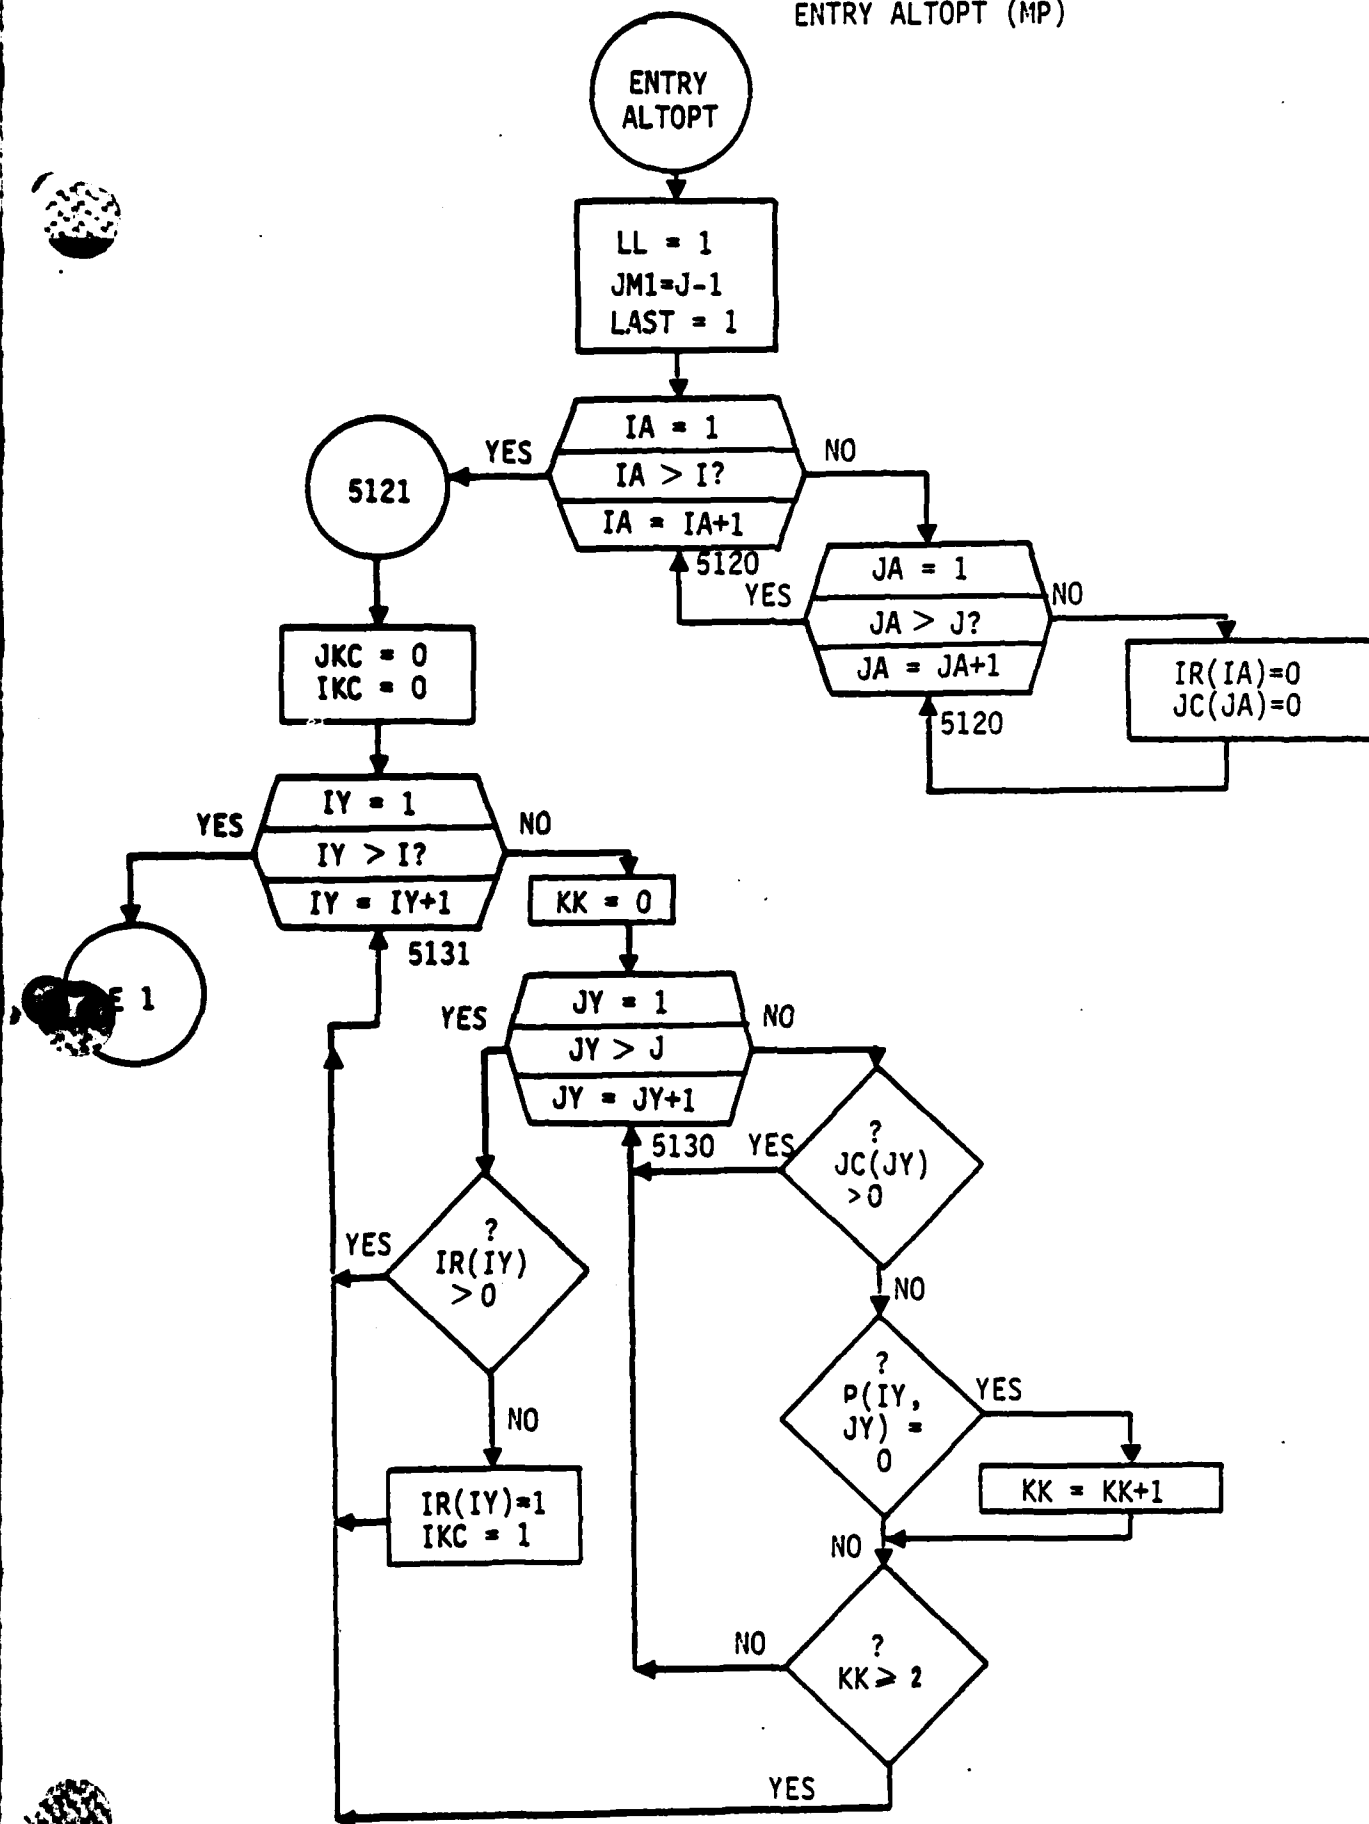 ENTRY ALTOPT (MP)
ENTRY
ALTOPT
LL = 1
JM1=J-1
LAST = 1
IA = 1
IA > I?
IA = IA+1
YES
NO
5121
5120
JA = 1
JA > J?
JA = JA+1
YES
NO
IR(IA)=0
JC(JA)=0
5120
JKC = 0
IKC = 0
IY = 1
IY > I?
IY = IY+1
YES
NO
KK = 0
5131
E 1
JY = 1
JY > J
JY = JY+1
YES
NO
5130
YES
?
JC(JY)
>0
NO
?
IR(IY)
>0
YES
NO
?
P(IY,
JY) =
0
YES
KK = KK+1
IR(IY)=1
IKC = 1
NO
?
KK ≥ 2
NO
YES